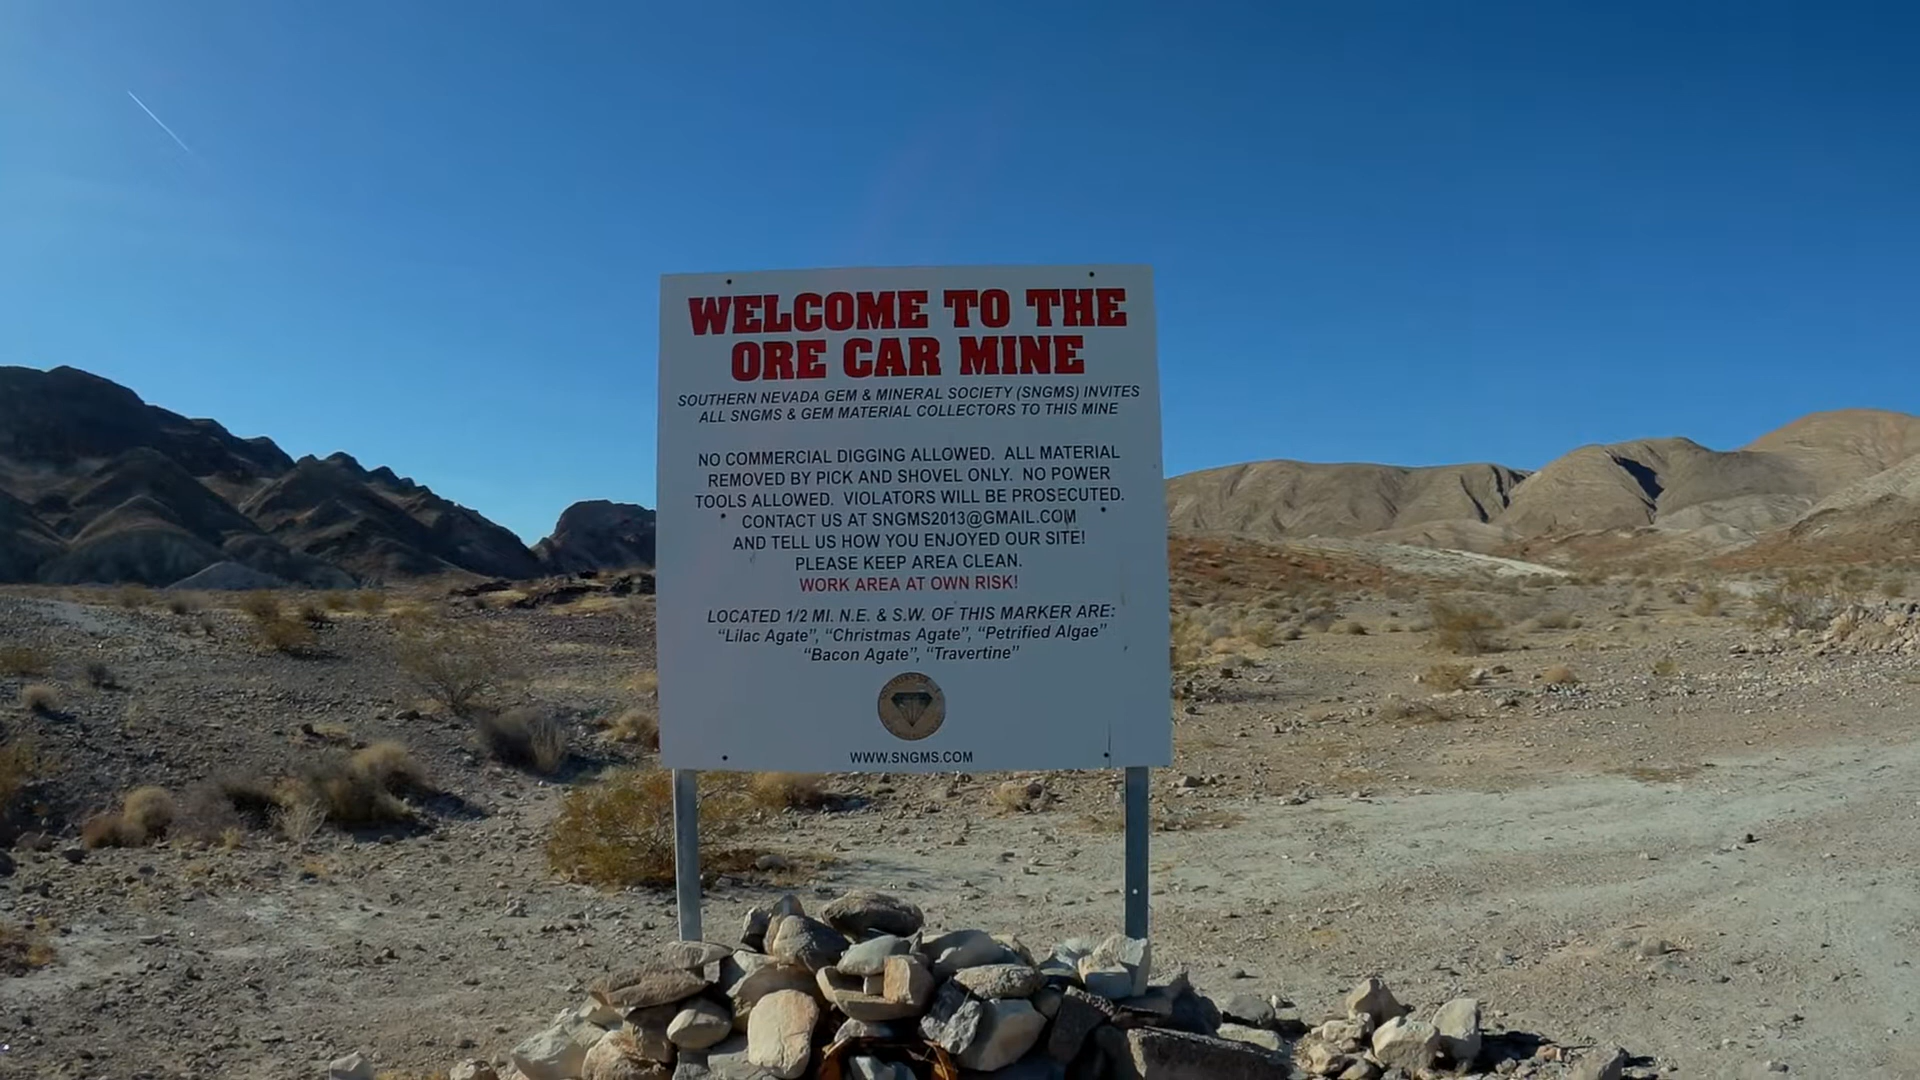 WELCOME TO THE
ORE CAR MINE
SOUTHERN NEVADA GEM & MINERAL SOCIETY (SNGMS) INVITES
ALL SNGMS & GEM MATERIAL COLLECTORS TO THIS MINE
NO COMMERCIAL DIGGING ALLOWED. ALL MATERIAL
REMOVED BY PICK AND SHOVEL ONLY. NO POWER
TOOLS ALLOWED. VIOLATORS WILL BE PROSECUTED.
CONTACT US AT SNGMS2013@GMAIL.COM
AND TELL US HOW YOU ENJOYED OUR SITE!
PLEASE KEEP AREA CLEAN.
WORK AREA AT OWN RISK!
LOCATED 1/2 MI. N.E. & S.W. OF THIS MARKER ARE:
“Lilac Agate”, “Christmas Agate”, “Petrified Algae”
“Bacon Agate”, “Travertine”
WWW.SNGMS.COM